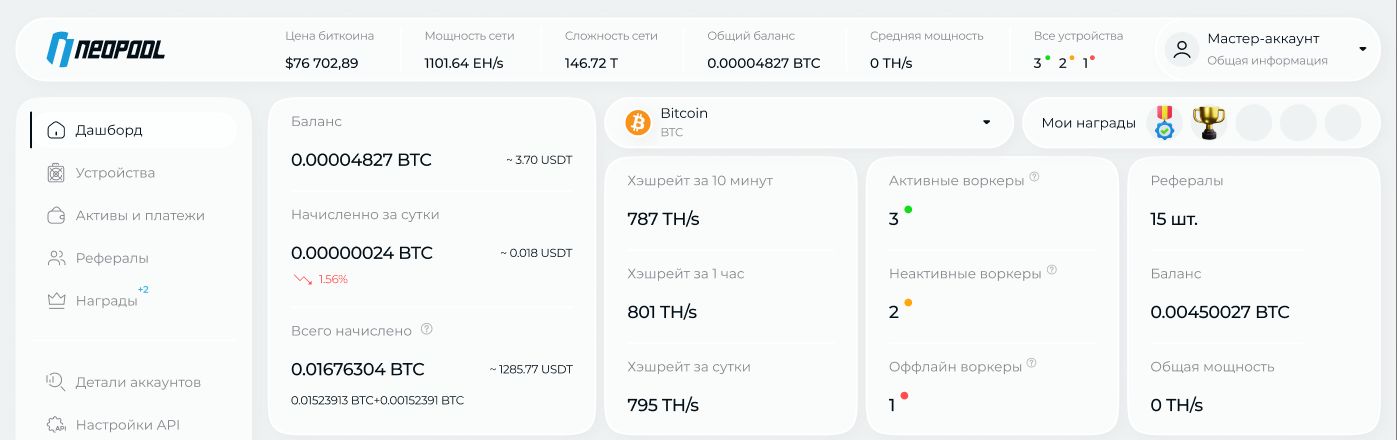 NEOPOOL
Цена биткоина
$76 702,89
Мощность сети
1101.64 EH/s
Сложность сети
146.72 T
Общий баланс
0.00004827 BTC
Средняя мощность
0 TH/s
Все устройства
3 2 1
Мастер-аккаунт
Общая информация
Дашборд
Устройства
Активы и платежи
Рефералы
Награды +2
Детали аккаунтов
Настройки API
Баланс
0.00004827 BTC ~ 3.70 USDT
Начисленно за сутки
0.00000024 BTC ~ 0.018 USDT
1.56%
Всего начислено ?
0.01676304 BTC ~ 1285.77 USDT
0.01523913 BTC+0.00152391 BTC
Bitcoin
BTC
Мои награды
Хэшрейт за 10 минут
787 TH/s
Хэшрейт за 1 час
801 TH/s
Хэшрейт за сутки
795 TH/s
Активные воркеры ?
3
Неактивные воркеры ?
2
Оффлайн воркеры ?
1
Рефералы
15 шт.
Баланс
0.00450027 BTC
Общая мощность
0 TH/s